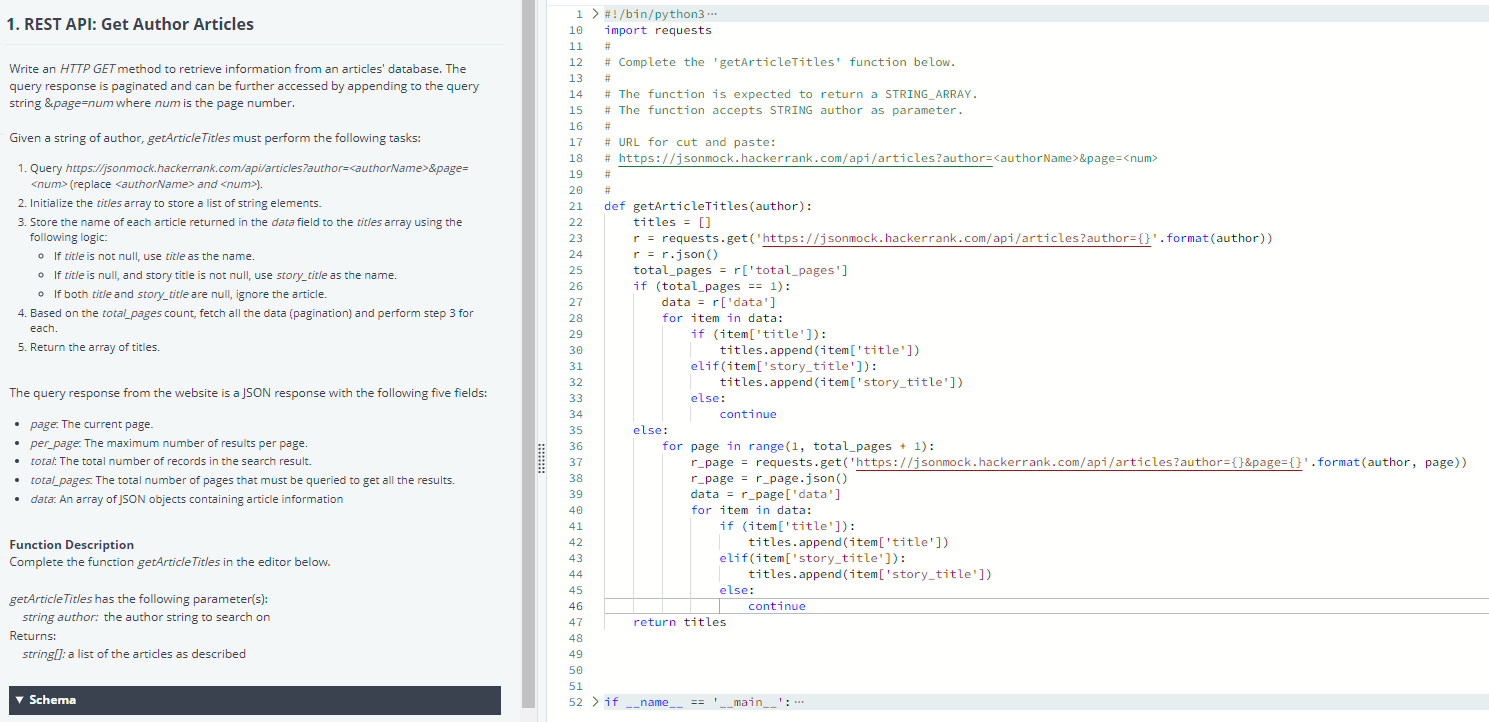 1. REST API: Get Author Articles
Write an HTTP GET method to retrieve information from an articles' database. The
query response is paginated and can be further accessed by appending to the query
string &page=num where num is the page number.
Given a string of author, getArticleTitles must perform the following tasks:
1. Query https://jsonmock.hackerrank.com/api/articles?author=<authorName>&page=
<num> (replace <authorName> and <num>).
2. Initialize the titles array to store a list of string elements.
3. Store the name of each article returned in the data field to the titles array using the
following logic:
If title is not null, use title as the name.
If title is null, and story title is not null, use story_title as the name.
If both title and story_title are null, ignore the article.
4. Based on the total_pages count, fetch all the data (pagination) and perform step 3 for
each.
5. Return the array of titles.
The query response from the website is a JSON response with the following five fields:
page: The current page.
per_page: The maximum number of results per page.
total: The total number of records in the search result.
total_pages: The total number of pages that must be queried to get all the results.
data: An array of JSON objects containing article information
Function Description
Complete the function getArticleTitles in the editor below.
getArticleTitles has the following parameter(s):
string author: the author string to search on
Returns:
string[]: a list of the articles as described
▼ Schema
1 > #!/bin/python3 ···
10 import requests
11 #
12 # Complete the 'getArticleTitles' function below.
13 #
14 # The function is expected to return a STRING_ARRAY.
15 # The function accepts STRING author as parameter.
16 #
17 # URL for cut and paste:
18 # https://jsonmock.hackerrank.com/api/articles?author=<authorName>&page=<num>
19 #
20 #
21 def getArticleTitles(author):
22 titles = []
23 r = requests.get('https://jsonmock.hackerrank.com/api/articles?author={}'.format(author))
24 r = r.json()
25 total_pages = r['total_pages']
26 if (total_pages == 1):
27 data = r['data']
28 for item in data:
29 if (item['title']):
30 titles.append(item['title'])
31 elif(item['story_title']):
32 titles.append(item['story_title'])
33 else:
34 continue
35 else:
36 for page in range(1, total_pages + 1):
37 r_page = requests.get('https://jsonmock.hackerrank.com/api/articles?author={}&page={}'.format(author, page))
38 r_page = r_page.json()
39 data = r_page['data']
40 for item in data:
41 if (item['title']):
42 titles.append(item['title'])
43 elif(item['story_title']):
44 titles.append(item['story_title'])
45 else:
46 continue
47 return titles
48
49
50
51
52 > if __name__ == '__main__': ···